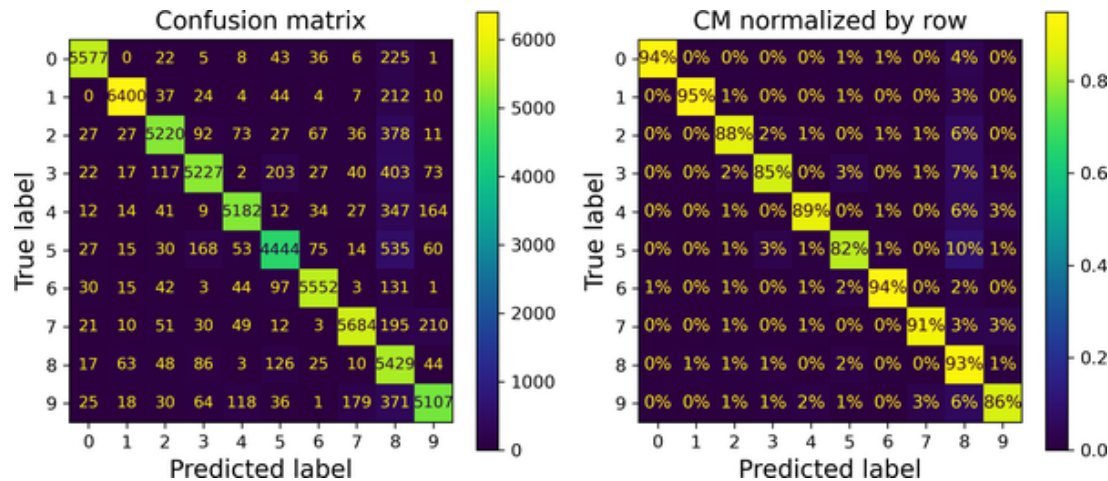 Confusion matrix
True label
0 5577 0 22 5 8 43 36 6 225 1
1 0 6400 37 24 4 44 4 7 212 10
2 27 27 5220 92 73 27 67 36 378 11
3 22 17 117 5227 2 203 27 40 403 73
4 12 14 41 9 5182 12 34 27 347 164
5 27 15 30 168 53 4444 75 14 535 60
6 30 15 42 3 44 97 5552 3 131 1
7 21 10 51 30 49 12 3 5684 195 210
8 17 63 48 86 3 126 25 10 5429 44
9 25 18 30 64 118 36 1 179 371 5107
0 1 2 3 4 5 6 7 8 9
Predicted label
6000
5000
4000
3000
2000
1000
0
CM normalized by row
True label
0 94% 0% 0% 0% 0% 1% 1% 0% 4% 0%
1 0% 95% 1% 0% 0% 1% 0% 0% 3% 0%
2 0% 0% 88% 2% 1% 0% 1% 1% 6% 0%
3 0% 0% 2% 85% 0% 3% 0% 1% 7% 1%
4 0% 0% 1% 0% 89% 0% 1% 0% 6% 3%
5 0% 0% 1% 3% 1% 82% 1% 0% 10% 1%
6 1% 0% 1% 0% 1% 2% 94% 0% 2% 0%
7 0% 0% 1% 0% 1% 0% 0% 91% 3% 3%
8 0% 1% 1% 1% 0% 2% 0% 0% 93% 1%
9 0% 0% 1% 1% 2% 1% 0% 3% 6% 86%
0 1 2 3 4 5 6 7 8 9
Predicted label
0.8
0.6
0.4
0.2
0.0